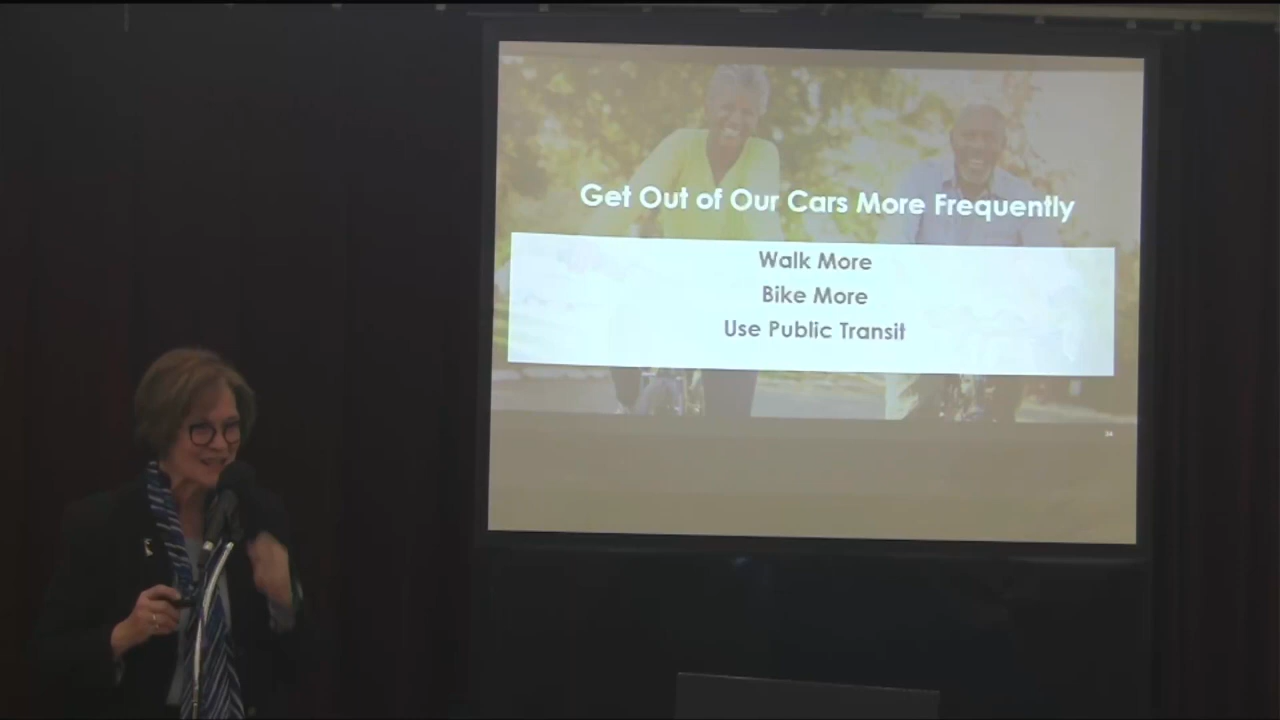 Get Out of Our Cars More Frequently
Walk More
Bike More
Use Public Transit